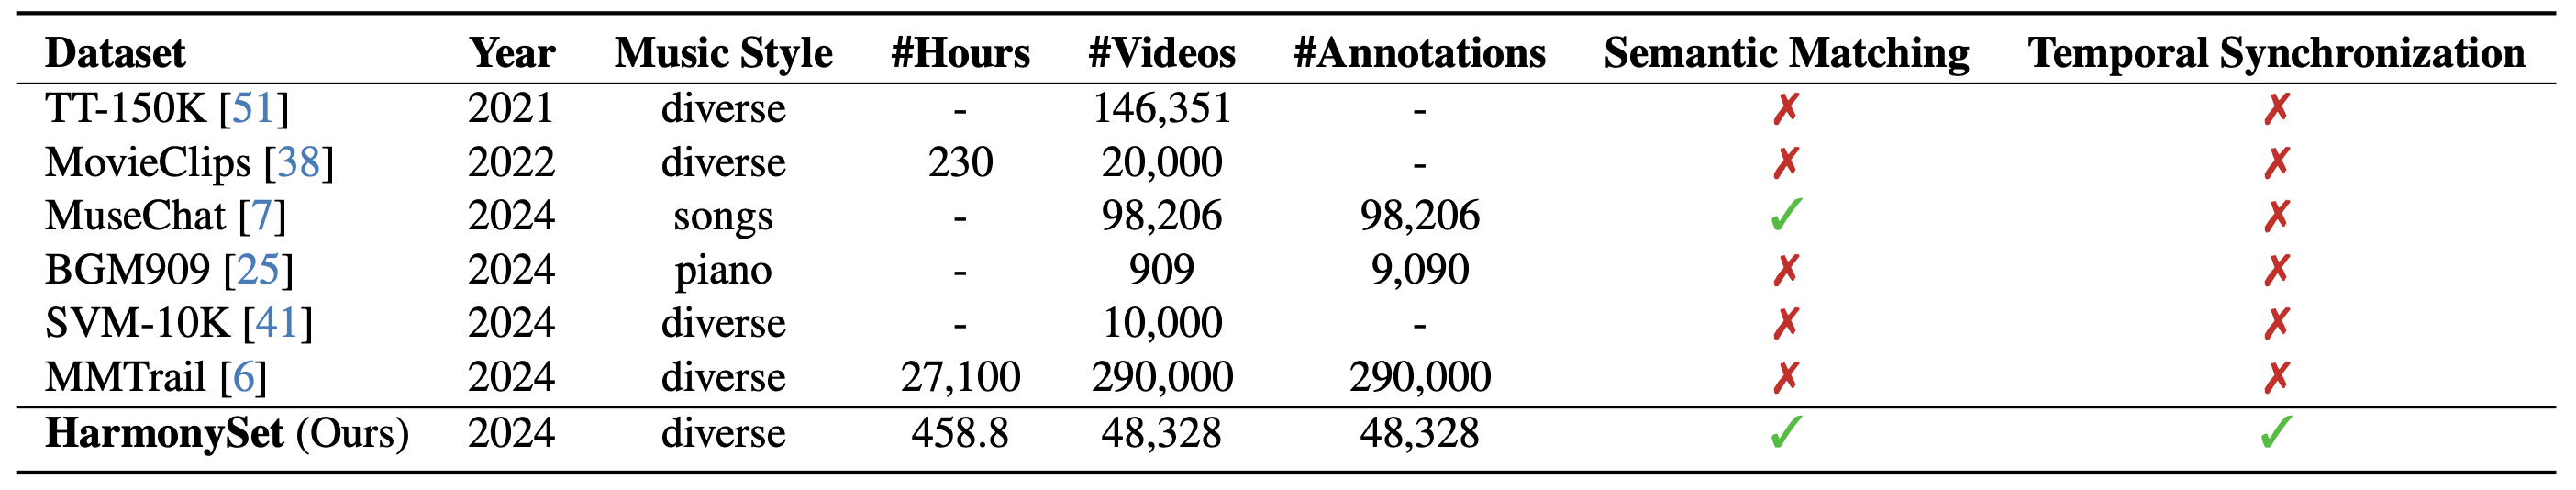 Dataset Year Music Style #Hours #Videos #Annotations Semantic Matching Temporal Synchronization
TT-150K [51] 2021 diverse - 146,351 - ✗ ✗
MovieClips [38] 2022 diverse 230 20,000 - ✗ ✗
MuseChat [7] 2024 songs - 98,206 98,206 ✓ ✗
BGM909 [25] 2024 piano - 909 9,090 ✗ ✗
SVM-10K [41] 2024 diverse - 10,000 - ✗ ✗
MMTrail [6] 2024 diverse 27,100 290,000 290,000 ✗ ✗
HarmonySet (Ours) 2024 diverse 458.8 48,328 48,328 ✓ ✓